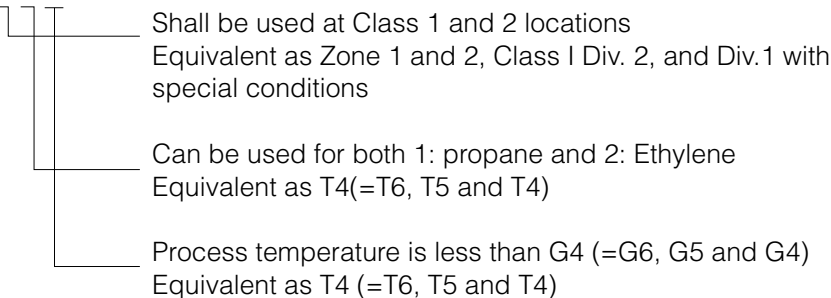 Shall be used at Class 1 and 2 locations
Equivalent as Zone 1 and 2, Class I Div. 2, and Div.1 with
special conditions
Can be used for both 1: propane and 2: Ethylene
Equivalent as T4(=T6, T5 and T4)
Process temperature is less than G4 (=G6, G5 and G4)
Equivalent as T4 (=T6, T5 and T4)